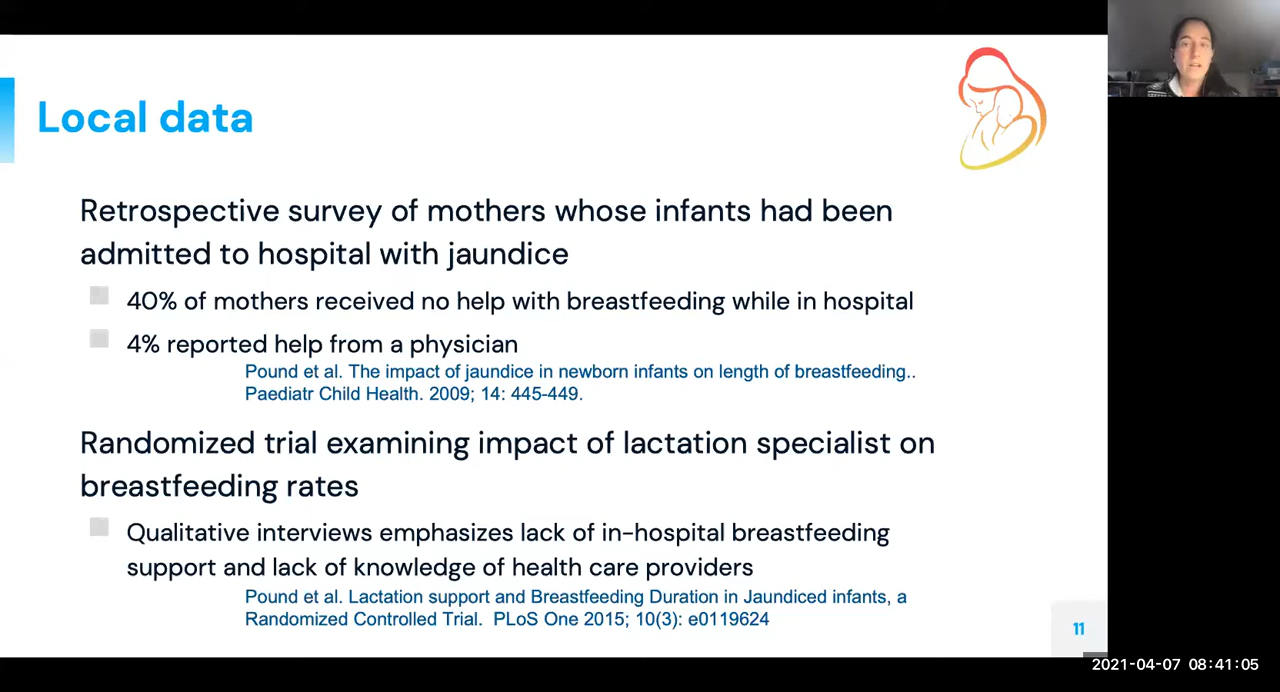 Local data
Retrospective survey of mothers whose infants had been
admitted to hospital with jaundice
40% of mothers received no help with breastfeeding while in hospital
4% reported help from a physician
Pound et al. The impact of jaundice in newborn infants on length of breastfeeding..
Paediatr Child Health. 2009; 14: 445-449.
Randomized trial examining impact of lactation specialist on
breastfeeding rates
Qualitative interviews emphasizes lack of in-hospital breastfeeding
support and lack of knowledge of health care providers
Pound et al. Lactation support and Breastfeeding Duration in Jaundiced infants, a
Randomized Controlled Trial. PLoS One 2015; 10(3): e0119624
11
2021-04-07 08:41:05